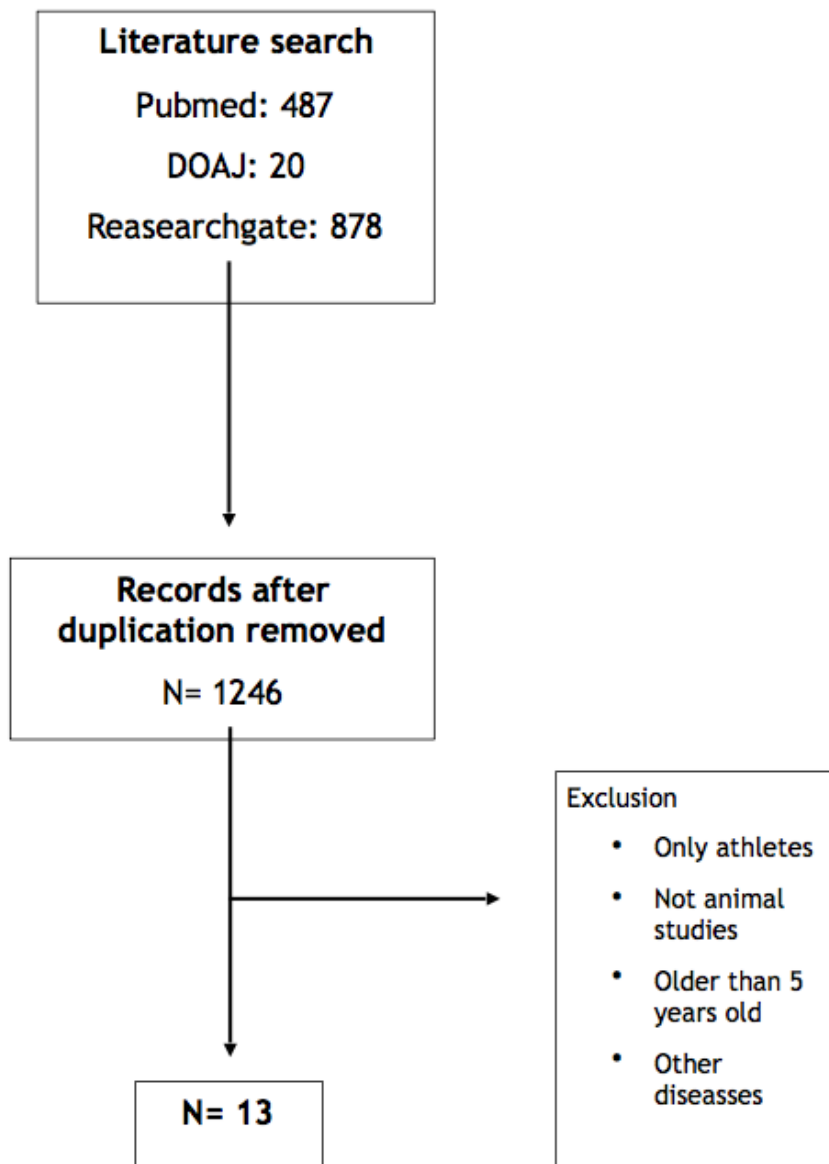 Literature search
Pubmed: 487
DOAJ: 20
Reasearchgate: 878
Records after
duplication removed
N= 1246
Exclusion
• Only athletes
• Not animal
studies
• Older than 5
years old
• Other
diseasses
N= 13